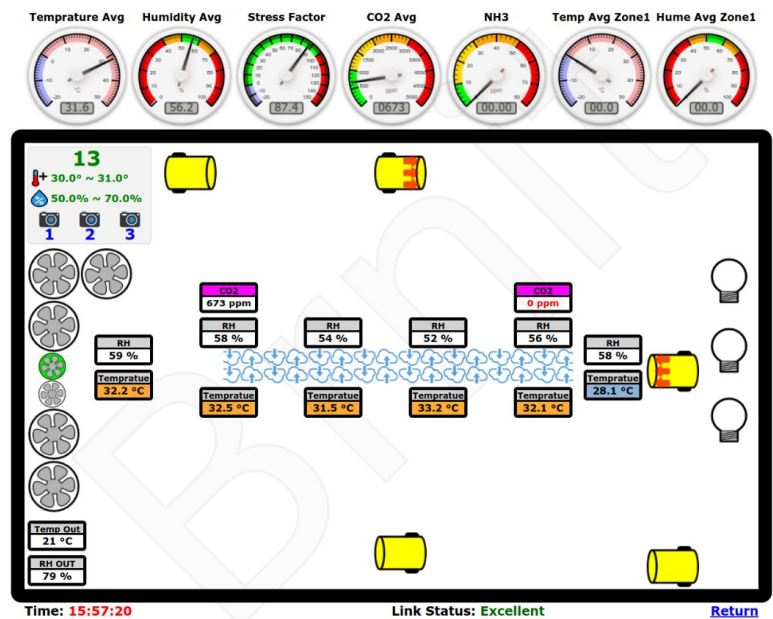 Temprature Avg Humidity Avg Stress Factor CO2 Avg NH3 Temp Avg Zone1 Hume Avg Zone1
°C % ppm ppm °C %
31.6 56.2 87.4 0673 00.00 00.0 00.0
13
30.0° ~ 31.0°
50.0% ~ 70.0%
1 2 3
CO2
673 ppm
CO2
0 ppm
RH
59 %
RH
58 %
RH
54 %
RH
52 %
RH
56 %
RH
58 %
Tempratue
32.2 °C
Tempratue
32.5 °C
Tempratue
31.5 °C
Tempratue
33.2 °C
Tempratue
32.1 °C
Tempratue
28.1 °C
Temp Out
21 °C
RH OUT
79 %
Time: 15:57:20 Link Status: Excellent Return